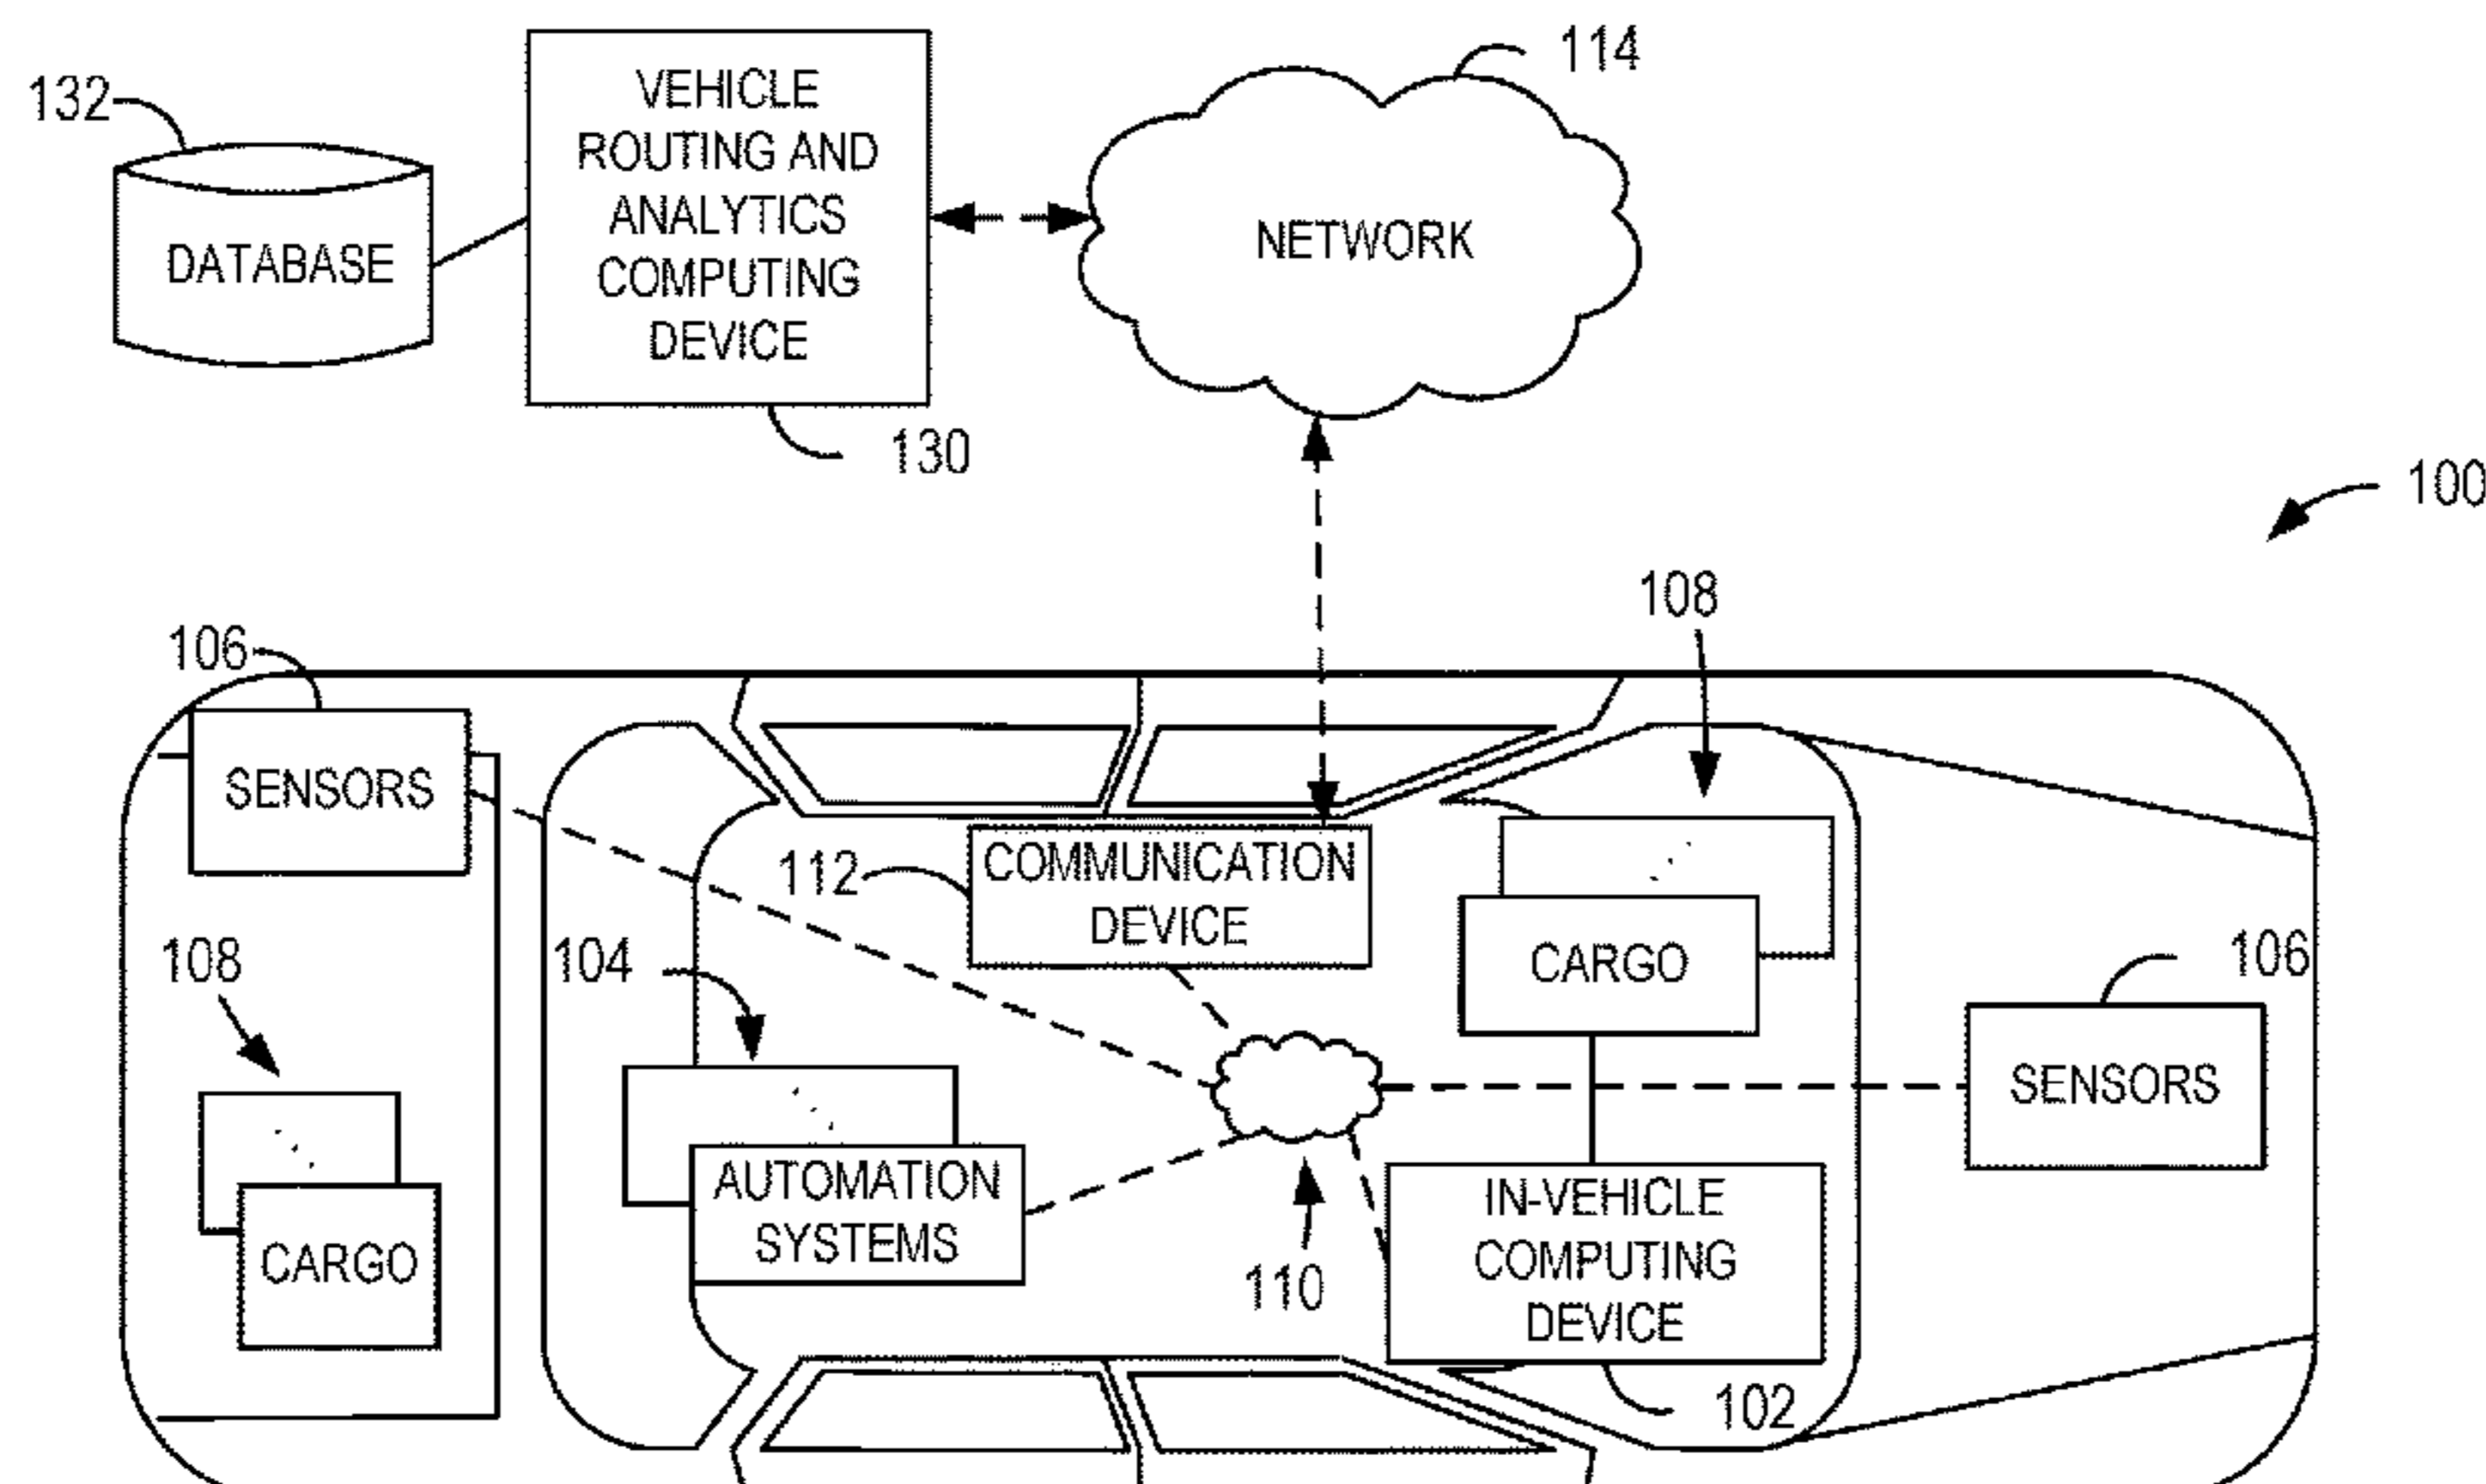 132
DATABASE
VEHICLE
ROUTING AND
ANALYTICS
COMPUTING
DEVICE
130
114
NETWORK
100
108
106
SENSORS
112
COMMUNICATION
DEVICE
CARGO
106
SENSORS
108
CARGO
104
AUTOMATION
SYSTEMS
110
IN-VEHICLE
COMPUTING
DEVICE
102